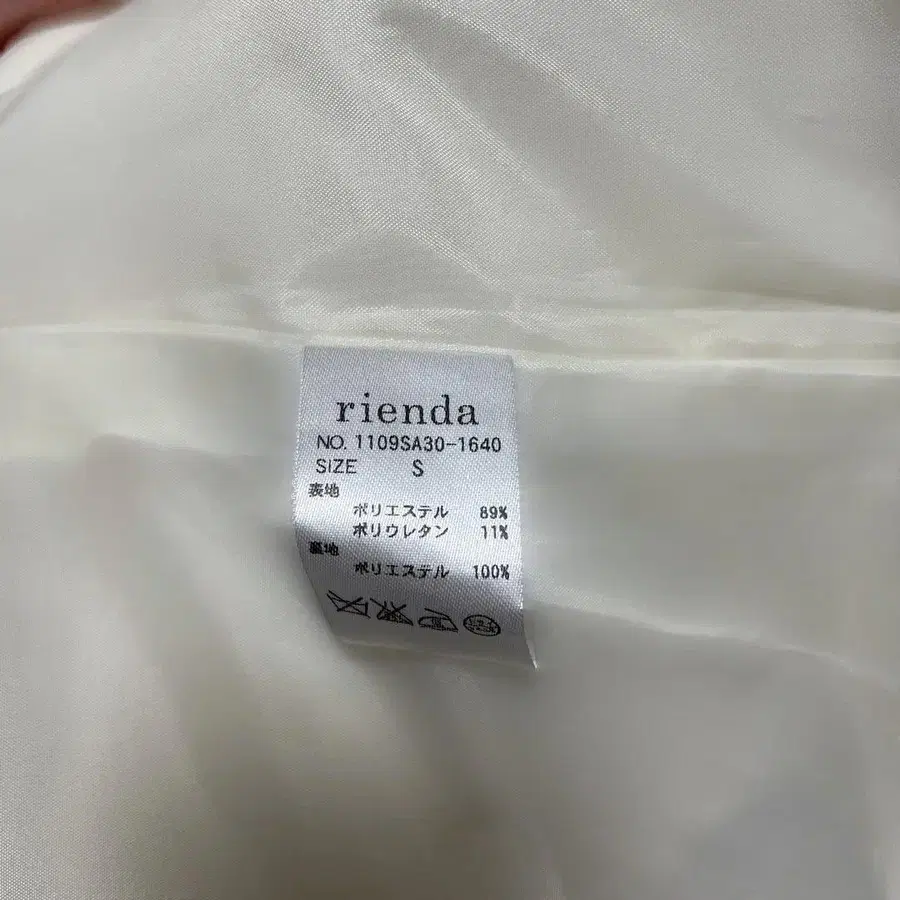 rienda
NO. 1109SA30-1640
SIZE S
表地
ポリエステル 89%
ポリウレタン 11%
裏地
ポリエステル 100%